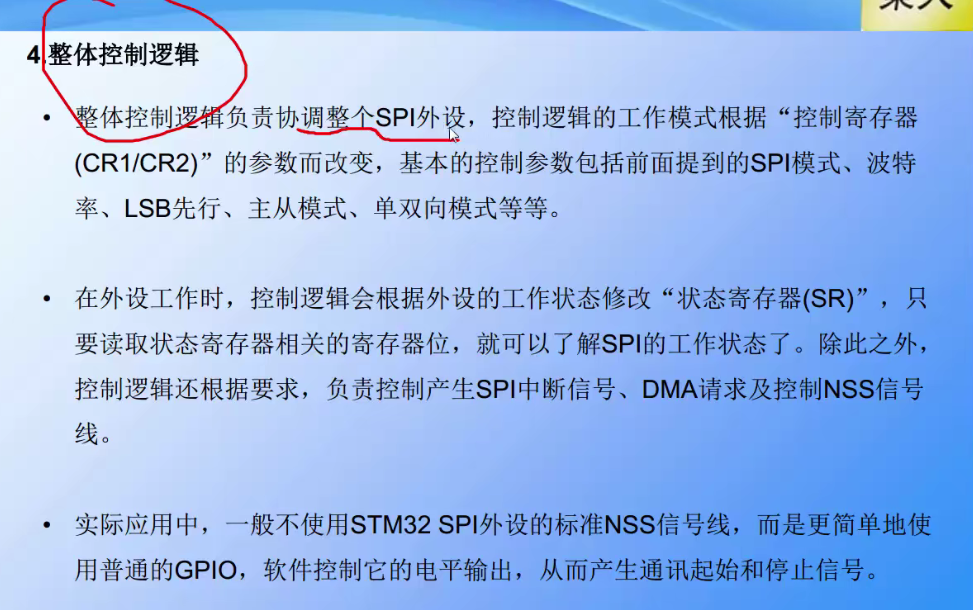 4.整体控制逻辑
• 整体控制逻辑负责协调整个SPI外设，控制逻辑的工作模式根据“控制寄存器
(CR1/CR2)”的参数而改变，基本的控制参数包括前面提到的SPI模式、波特
率、LSB先行、主从模式、单双向模式等等。
• 在外设工作时，控制逻辑会根据外设的工作状态修改“状态寄存器(SR)”，只
要读取状态寄存器相关的寄存器位，就可以了解SPI的工作状态了。除此之外，
控制逻辑还根据要求，负责控制产生SPI中断信号、DMA请求及控制NSS信号
线。
• 实际应用中，一般不使用STM32 SPI外设的标准NSS信号线，而是更简单地使
用普通的GPIO，软件控制它的电平输出，从而产生通讯起始和停止信号。